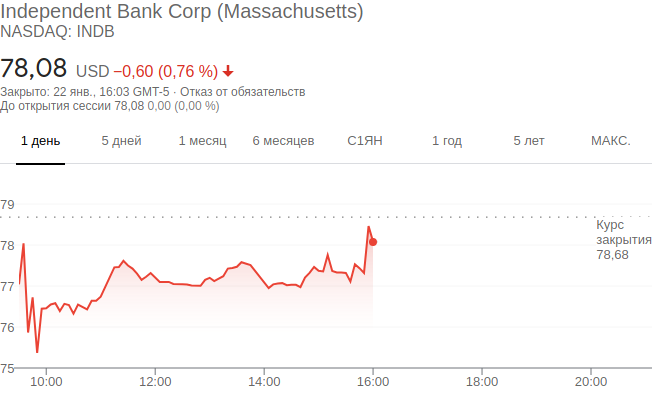 Independent Bank Corp (Massachusetts)
NASDAQ: INDB
78,08 USD −0,60 (0,76 %)
Закрыто: 22 янв., 16:03 GMT-5 · Отказ от обязательств
До открытия сессии 78,08 0,00 (0,00 %)
1 день 5 дней 1 месяц 6 месяцев С1ЯН 1 год 5 лет МАКС.
79
Курс
закрытия
78,68
78
77
76
75
10:00 12:00 14:00 16:00 18:00 20:00